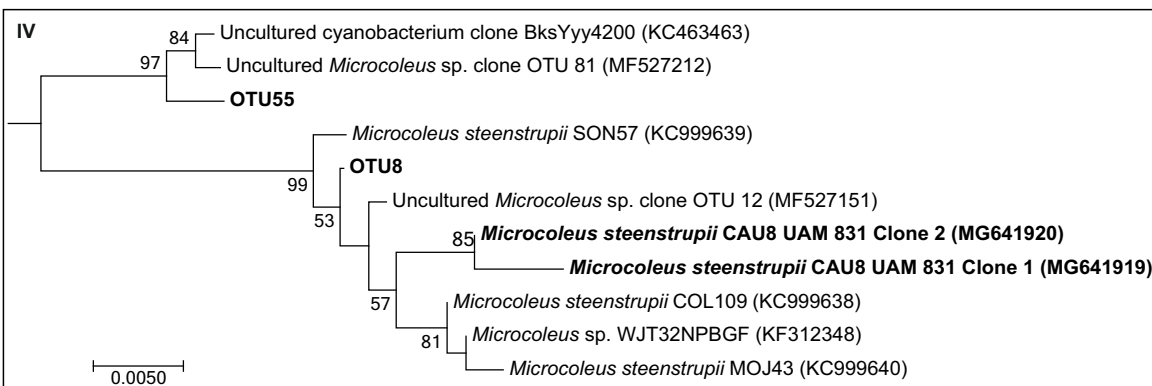 IV
84
Uncultured cyanobacterium clone BksYyy4200 (KC463463)
97
Uncultured Microcoleus sp. clone OTU 81 (MF527212)
OTU55
Microcoleus steenstrupii SON57 (KC999639)
OTU8
99
Uncultured Microcoleus sp. clone OTU 12 (MF527151)
53
85
Microcoleus steenstrupii CAU8 UAM 831 Clone 2 (MG641920)
Microcoleus steenstrupii CAU8 UAM 831 Clone 1 (MG641919)
57
Microcoleus steenstrupii COL109 (KC999638)
Microcoleus sp. WJT32NPBGF (KF312348)
81
Microcoleus steenstrupii MOJ43 (KC999640)
0.0050